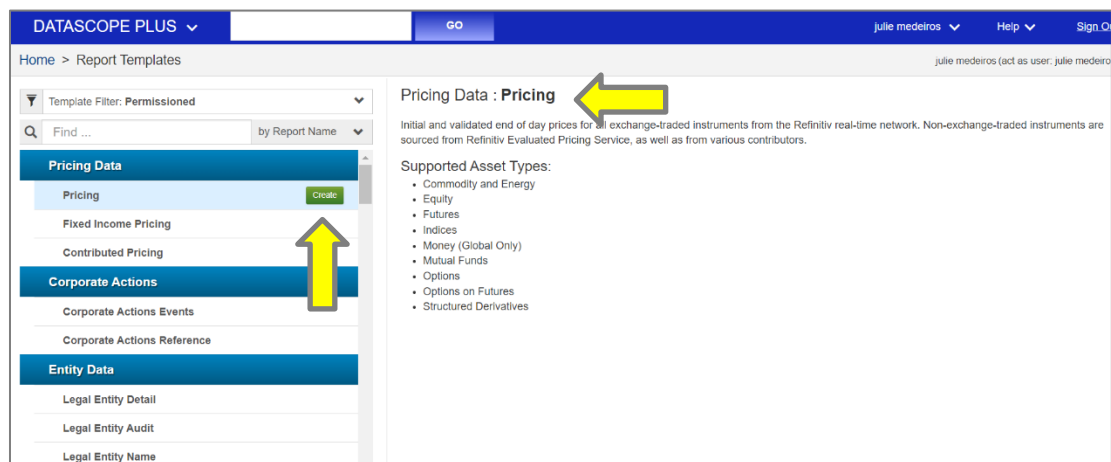 DATASCOPE PLUS
GO
julie medeiros
Help
Sign O
Home > Report Templates
julie medeiros (act as user: julie medeiro
Template Filter: Permissioned
Find ...
by Report Name
Pricing Data
Pricing
Create
Fixed Income Pricing
Contributed Pricing
Corporate Actions
Corporate Actions Events
Corporate Actions Reference
Entity Data
Legal Entity Detail
Legal Entity Audit
Legal Entity Name
Pricing Data : Pricing
Initial and validated end of day prices for all exchange-traded instruments from the Refinitiv real-time network. Non-exchange-traded instruments are
sourced from Refinitiv Evaluated Pricing Service, as well as from various contributors.
Supported Asset Types:
• Commodity and Energy
• Equity
• Futures
• Indices
• Money (Global Only)
• Mutual Funds
• Options
• Options on Futures
• Structured Derivatives